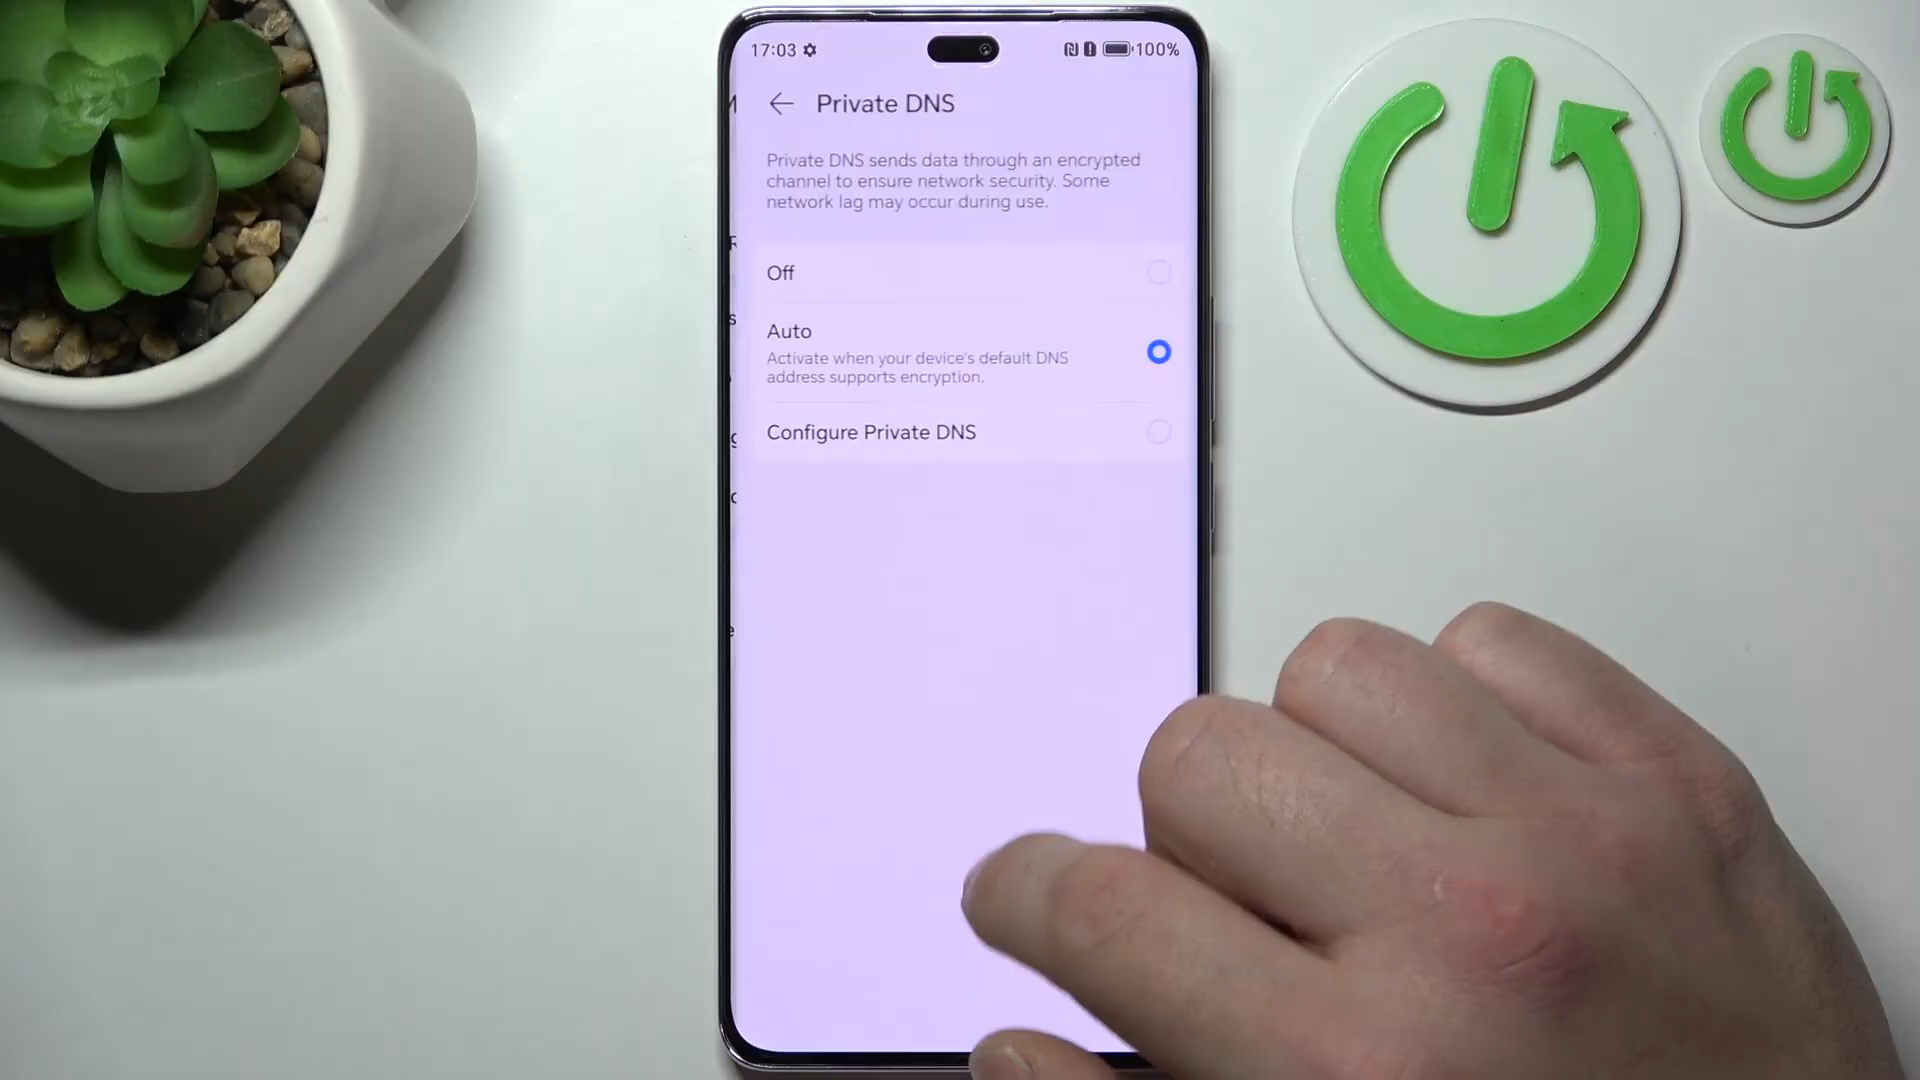 17:03 100%
Private DNS
Private DNS sends data through an encrypted
channel to ensure network security. Some
network lag may occur during use.
Off
Auto
Activate when your device's default DNS
address supports encryption.
Configure Private DNS